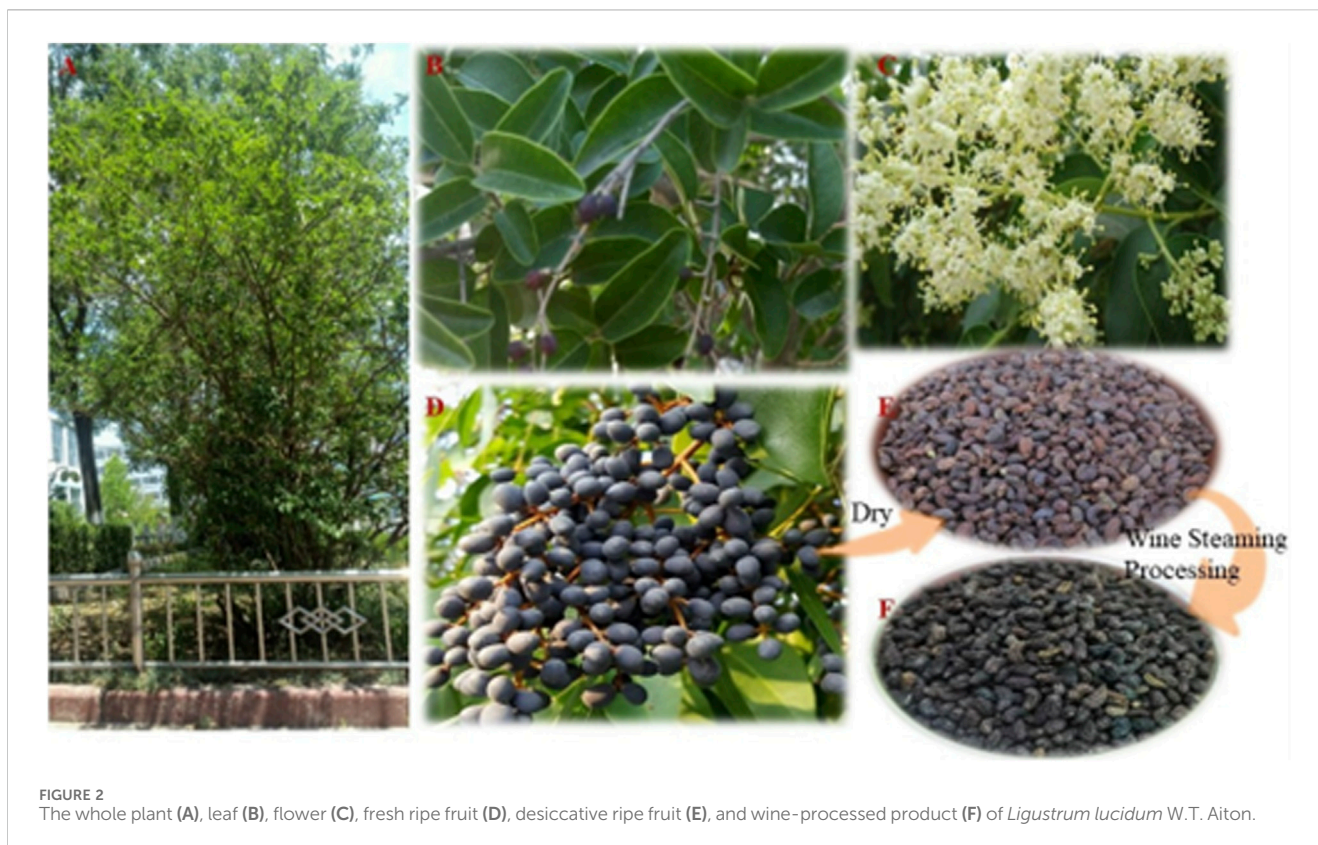 A
B
C
D
E
Dry
Wine Steaming
Processing
F
FIGURE 2
The whole plant (A), leaf (B), flower (C), fresh ripe fruit (D), desiccative ripe fruit (E), and wine-processed product (F) of Ligustrum lucidum W.T. Aiton.